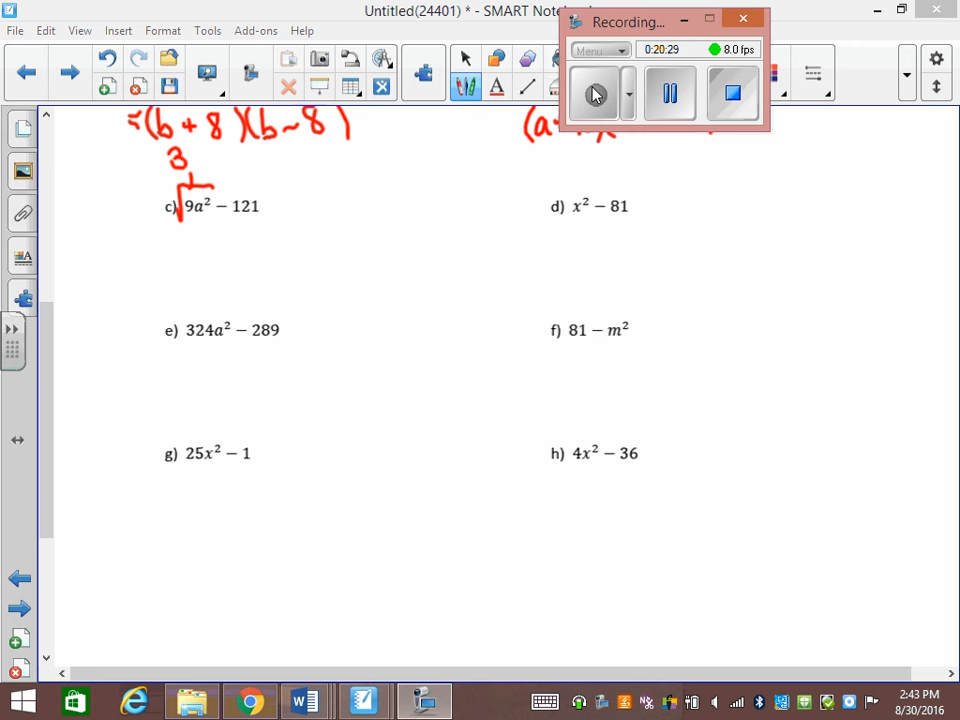 Untitled(24401) * - SMART Notebook
Recording...
File Edit View Insert Format Tools Add-ons Help
Menu 0:20:29 8.0 fps
=(b + 8)(b - 8)
(a
3
c) 9a² − 121
d) x² − 81
e) 324a² − 289
f) 81 − m²
g) 25x² − 1
h) 4x² − 36
2:43 PM
8/30/2016